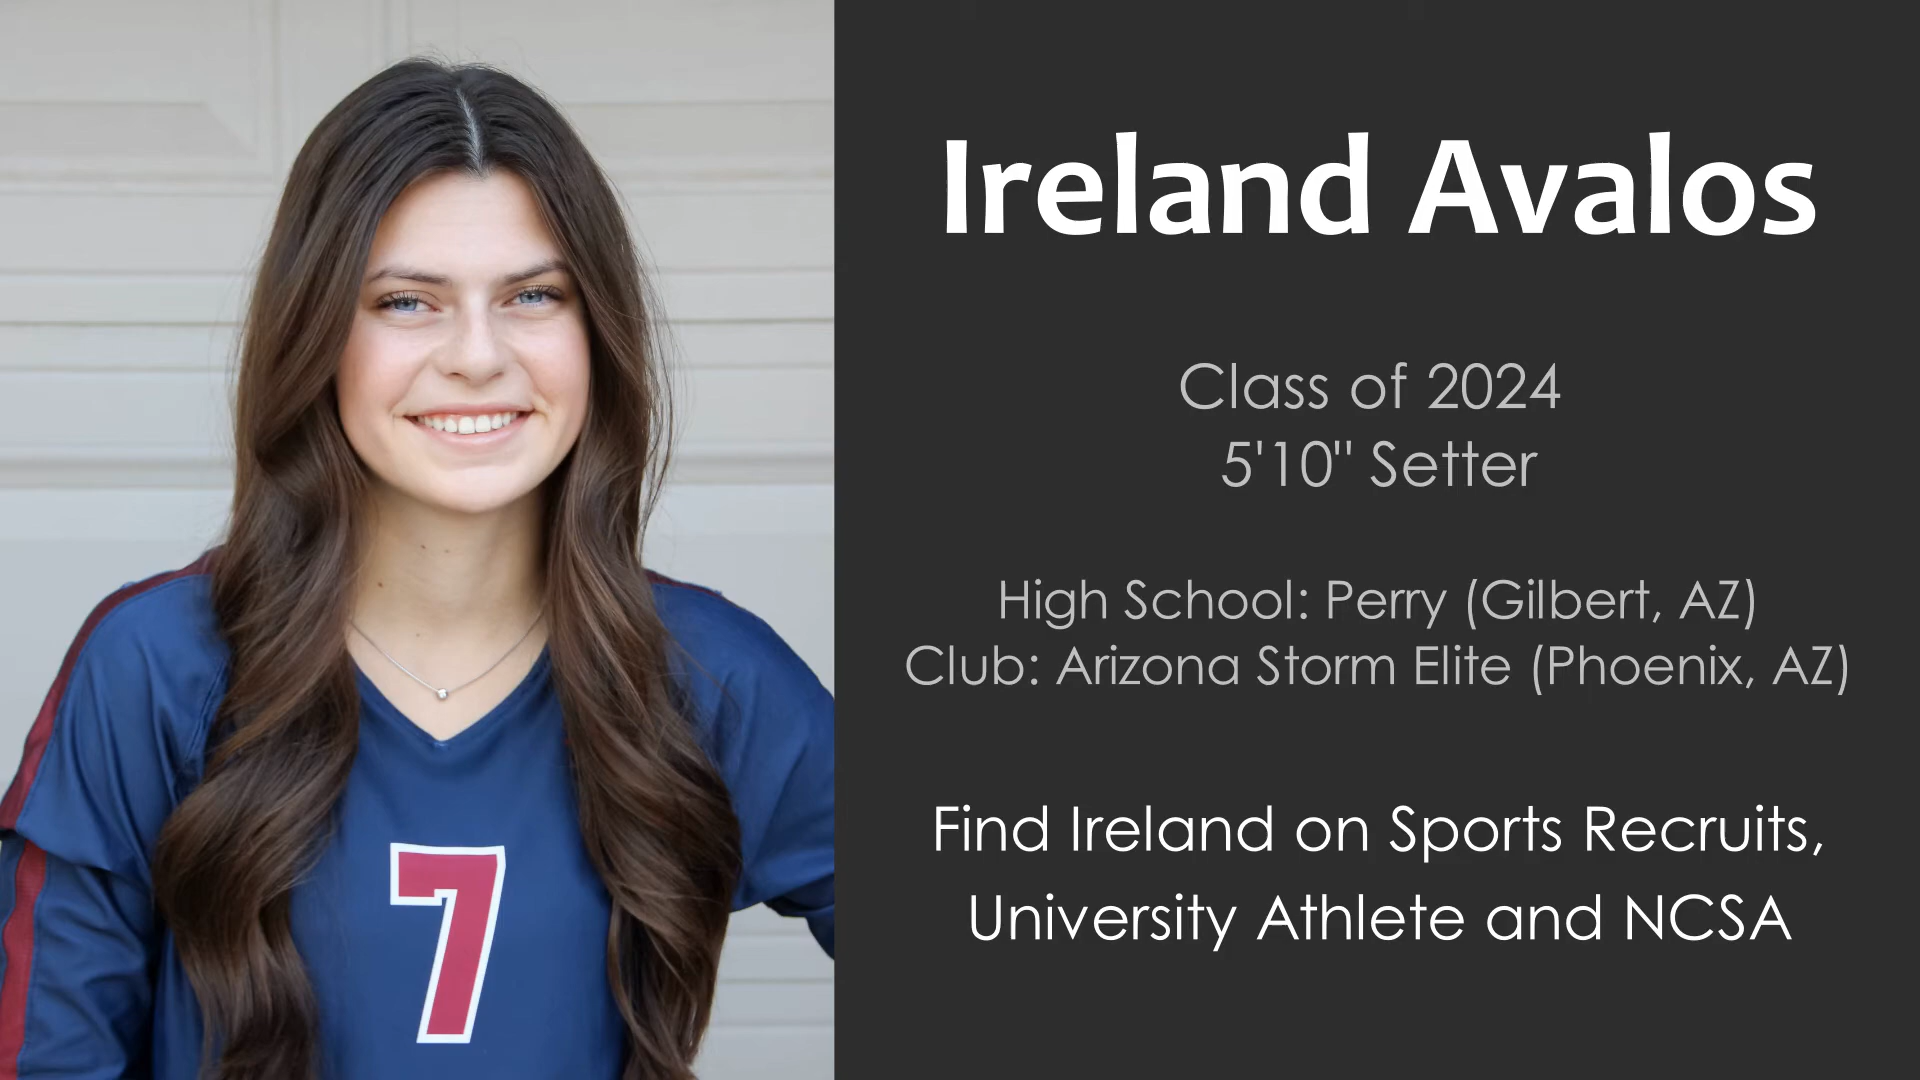 Ireland Avalos
Class of 2024
5'10" Setter
High School: Perry (Gilbert, AZ)
Club: Arizona Storm Elite (Phoenix, AZ)
Find Ireland on Sports Recruits,
University Athlete and NCSA
7